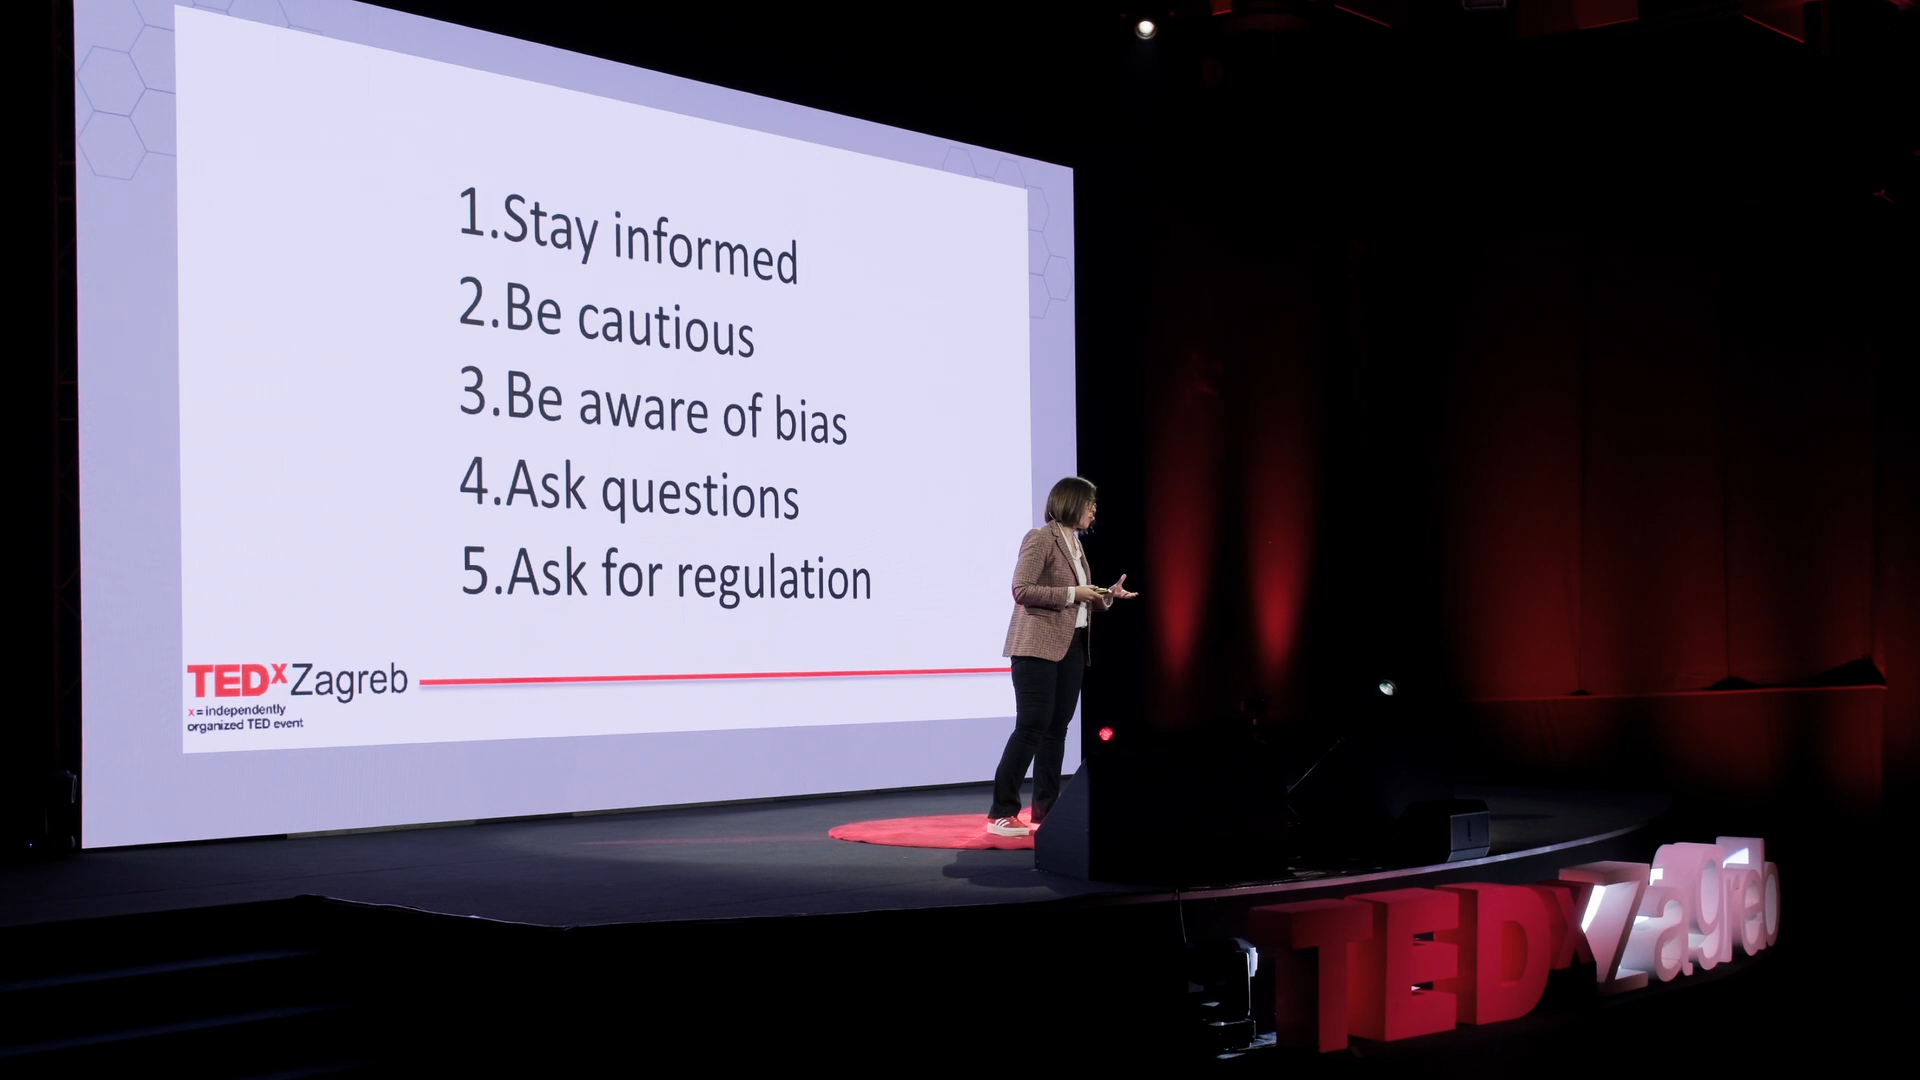 1.Stay informed
2.Be cautious
3.Be aware of bias
4.Ask questions
5.Ask for regulation
TEDxZagreb
x=independently
organized TED event
TEDxZagreb